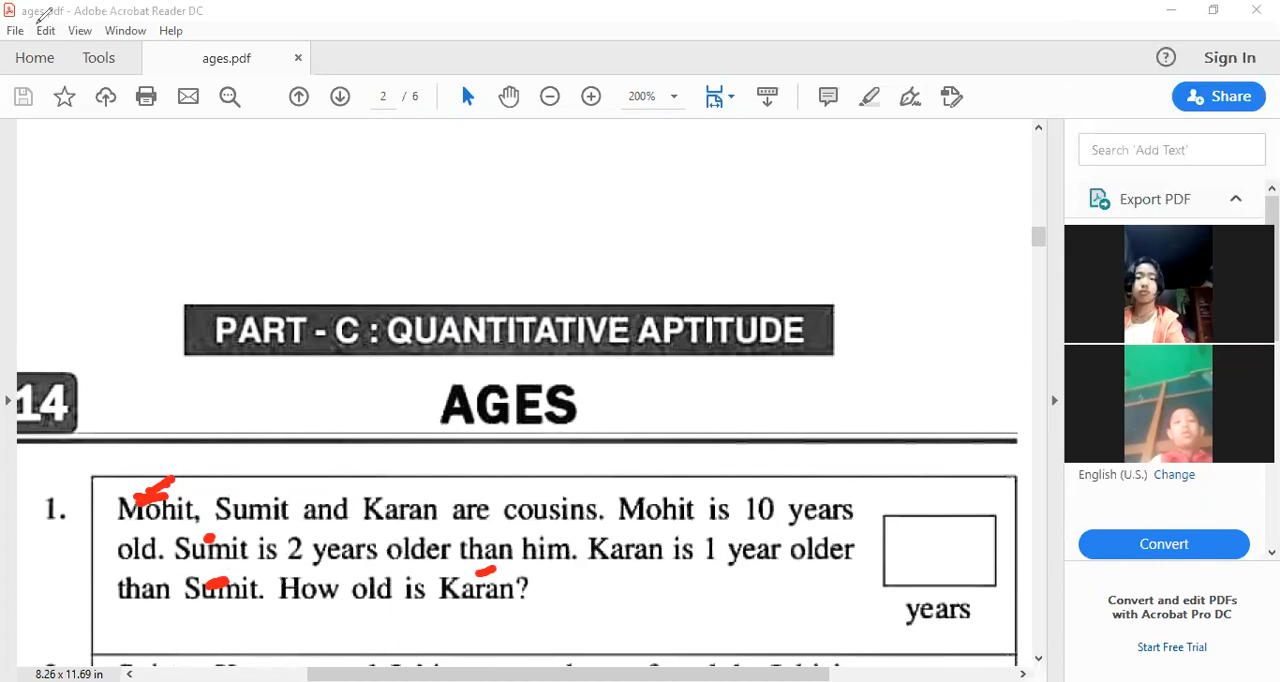 ages.pdf - Adobe Acrobat Reader DC
File Edit View Window Help
Home Tools ages.pdf × ? Sign In
2 / 6 200% Share
Search 'Add Text'
Export PDF
PART - C : QUANTITATIVE APTITUDE
14 AGES
1. Mohit, Sumit and Karan are cousins. Mohit is 10 years
old. Sumit is 2 years older than him. Karan is 1 year older
than Sumit. How old is Karan?
years
English (U.S.) Change
Convert
Convert and edit PDFs
with Acrobat Pro DC
Start Free Trial
8.26 x 11.69 in